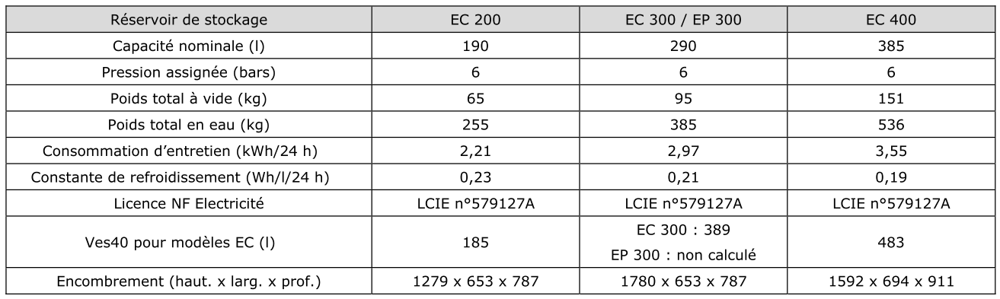 Réservoir de stockage EC 200 EC 300 / EP 300 EC 400
Capacité nominale (l) 190 290 385
Pression assignée (bars) 6 6 6
Poids total à vide (kg) 65 95 151
Poids total en eau (kg) 255 385 536
Consommation d’entretien (kWh/24 h) 2,21 2,97 3,55
Constante de refroidissement (Wh/l/24 h) 0,23 0,21 0,19
Licence NF Electricité LCIE n°579127A LCIE n°579127A LCIE n°579127A
Ves40 pour modèles EC (l) 185 EC 300 : 389 483
EP 300 : non calculé
Encombrement (haut. x larg. x prof.) 1279 x 653 x 787 1780 x 653 x 787 1592 x 694 x 911